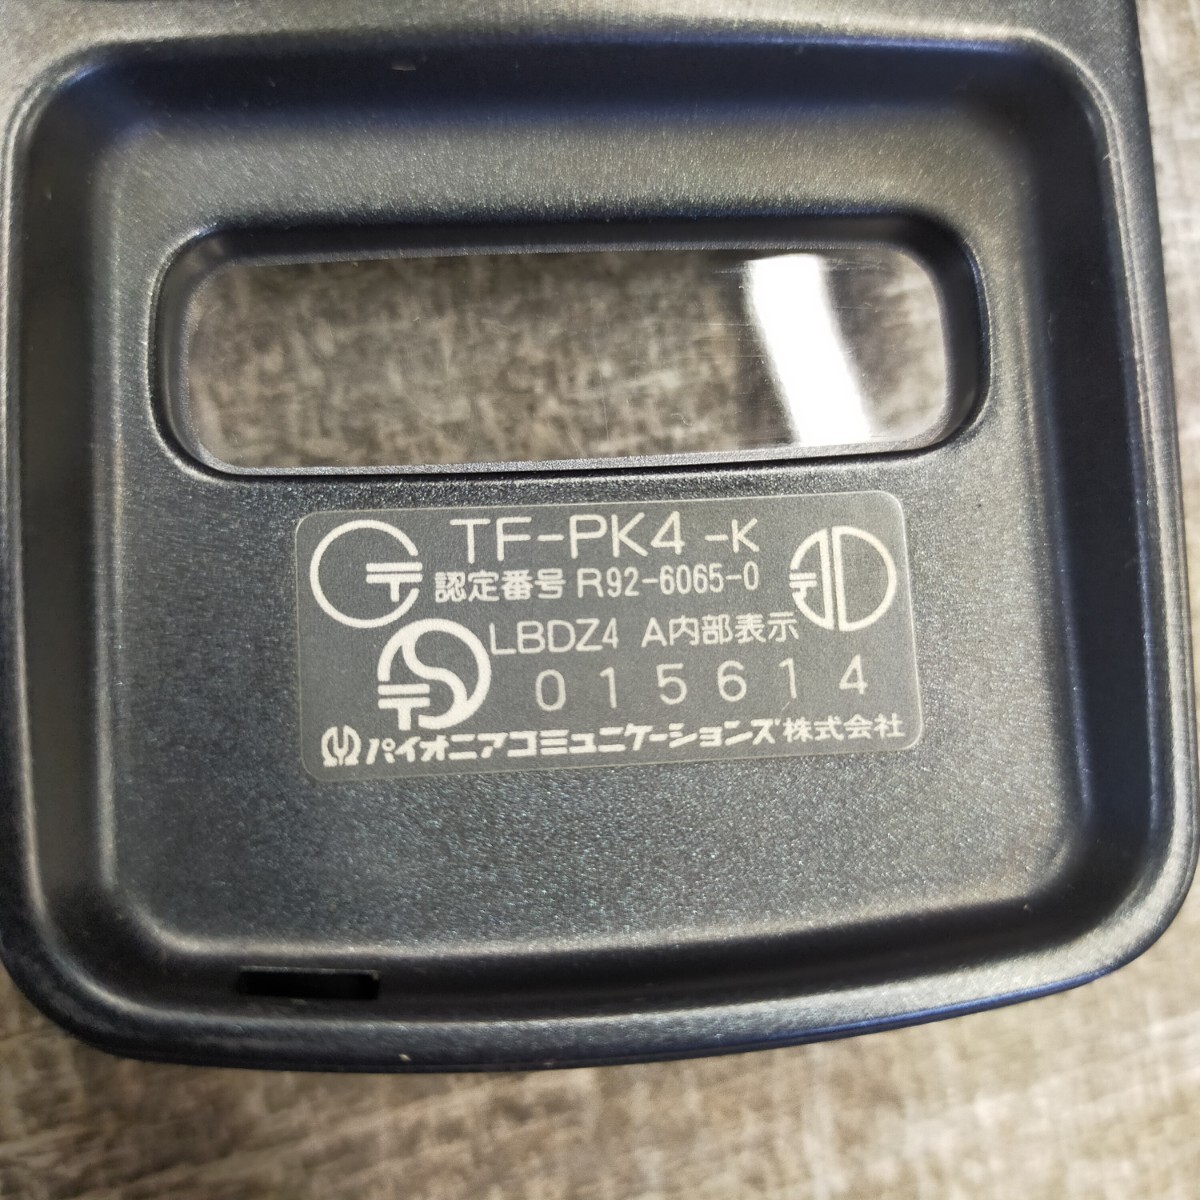 TF-PK4 -K
認定番号 R92-6065-0
LBDZ4 A内部表示
015614
パイオニアコミュニケーションズ株式会社